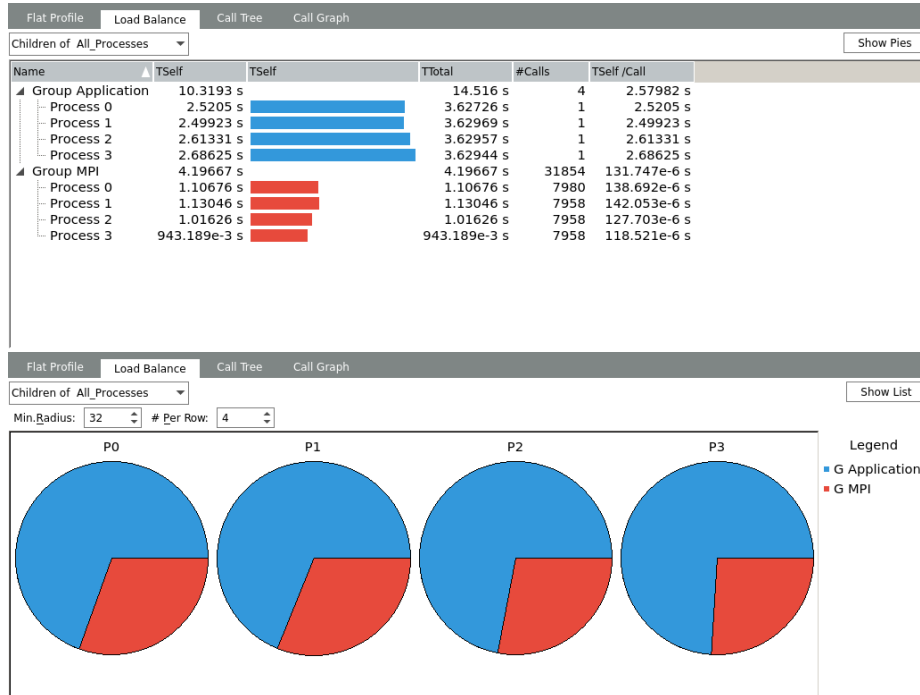 Flat Profile Load Balance Call Tree Call Graph
Children of All_Processes Show Pies
Name TSelf TSelf TTotal #Calls TSelf /Call
Group Application 10.3193 s 14.516 s 4 2.57982 s
Process 0 2.5205 s 3.62726 s 1 2.5205 s
Process 1 2.49923 s 3.62969 s 1 2.49923 s
Process 2 2.61331 s 3.62957 s 1 2.61331 s
Process 3 2.68625 s 3.62944 s 1 2.68625 s
Group MPI 4.19667 s 4.19667 s 31854 131.747e-6 s
Process 0 1.10676 s 1.10676 s 7980 138.692e-6 s
Process 1 1.13046 s 1.13046 s 7958 142.053e-6 s
Process 2 1.01626 s 1.01626 s 7958 127.703e-6 s
Process 3 943.189e-3 s 943.189e-3 s 7958 118.521e-6 s
Flat Profile Load Balance Call Tree Call Graph
Children of All_Processes Show List
Min.Radius: 32 # Per Row: 4
P0 P1 P2 P3 Legend
G Application
G MPI